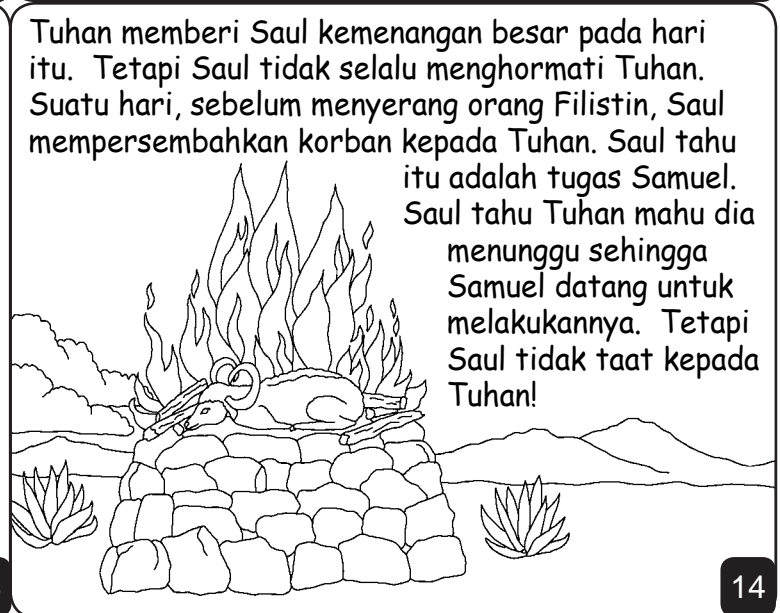 Tuhan memberi Saul kemenangan besar pada hari
itu. Tetapi Saul tidak selalu menghormati Tuhan.
Suatu hari, sebelum menyerang orang Filistin, Saul
mempersembahkan korban kepada Tuhan. Saul tahu
itu adalah tugas Samuel.
Saul tahu Tuhan mahu dia
menunggu sehingga
Samuel datang untuk
melakukannya. Tetapi
Saul tidak taat kepada
Tuhan!
14